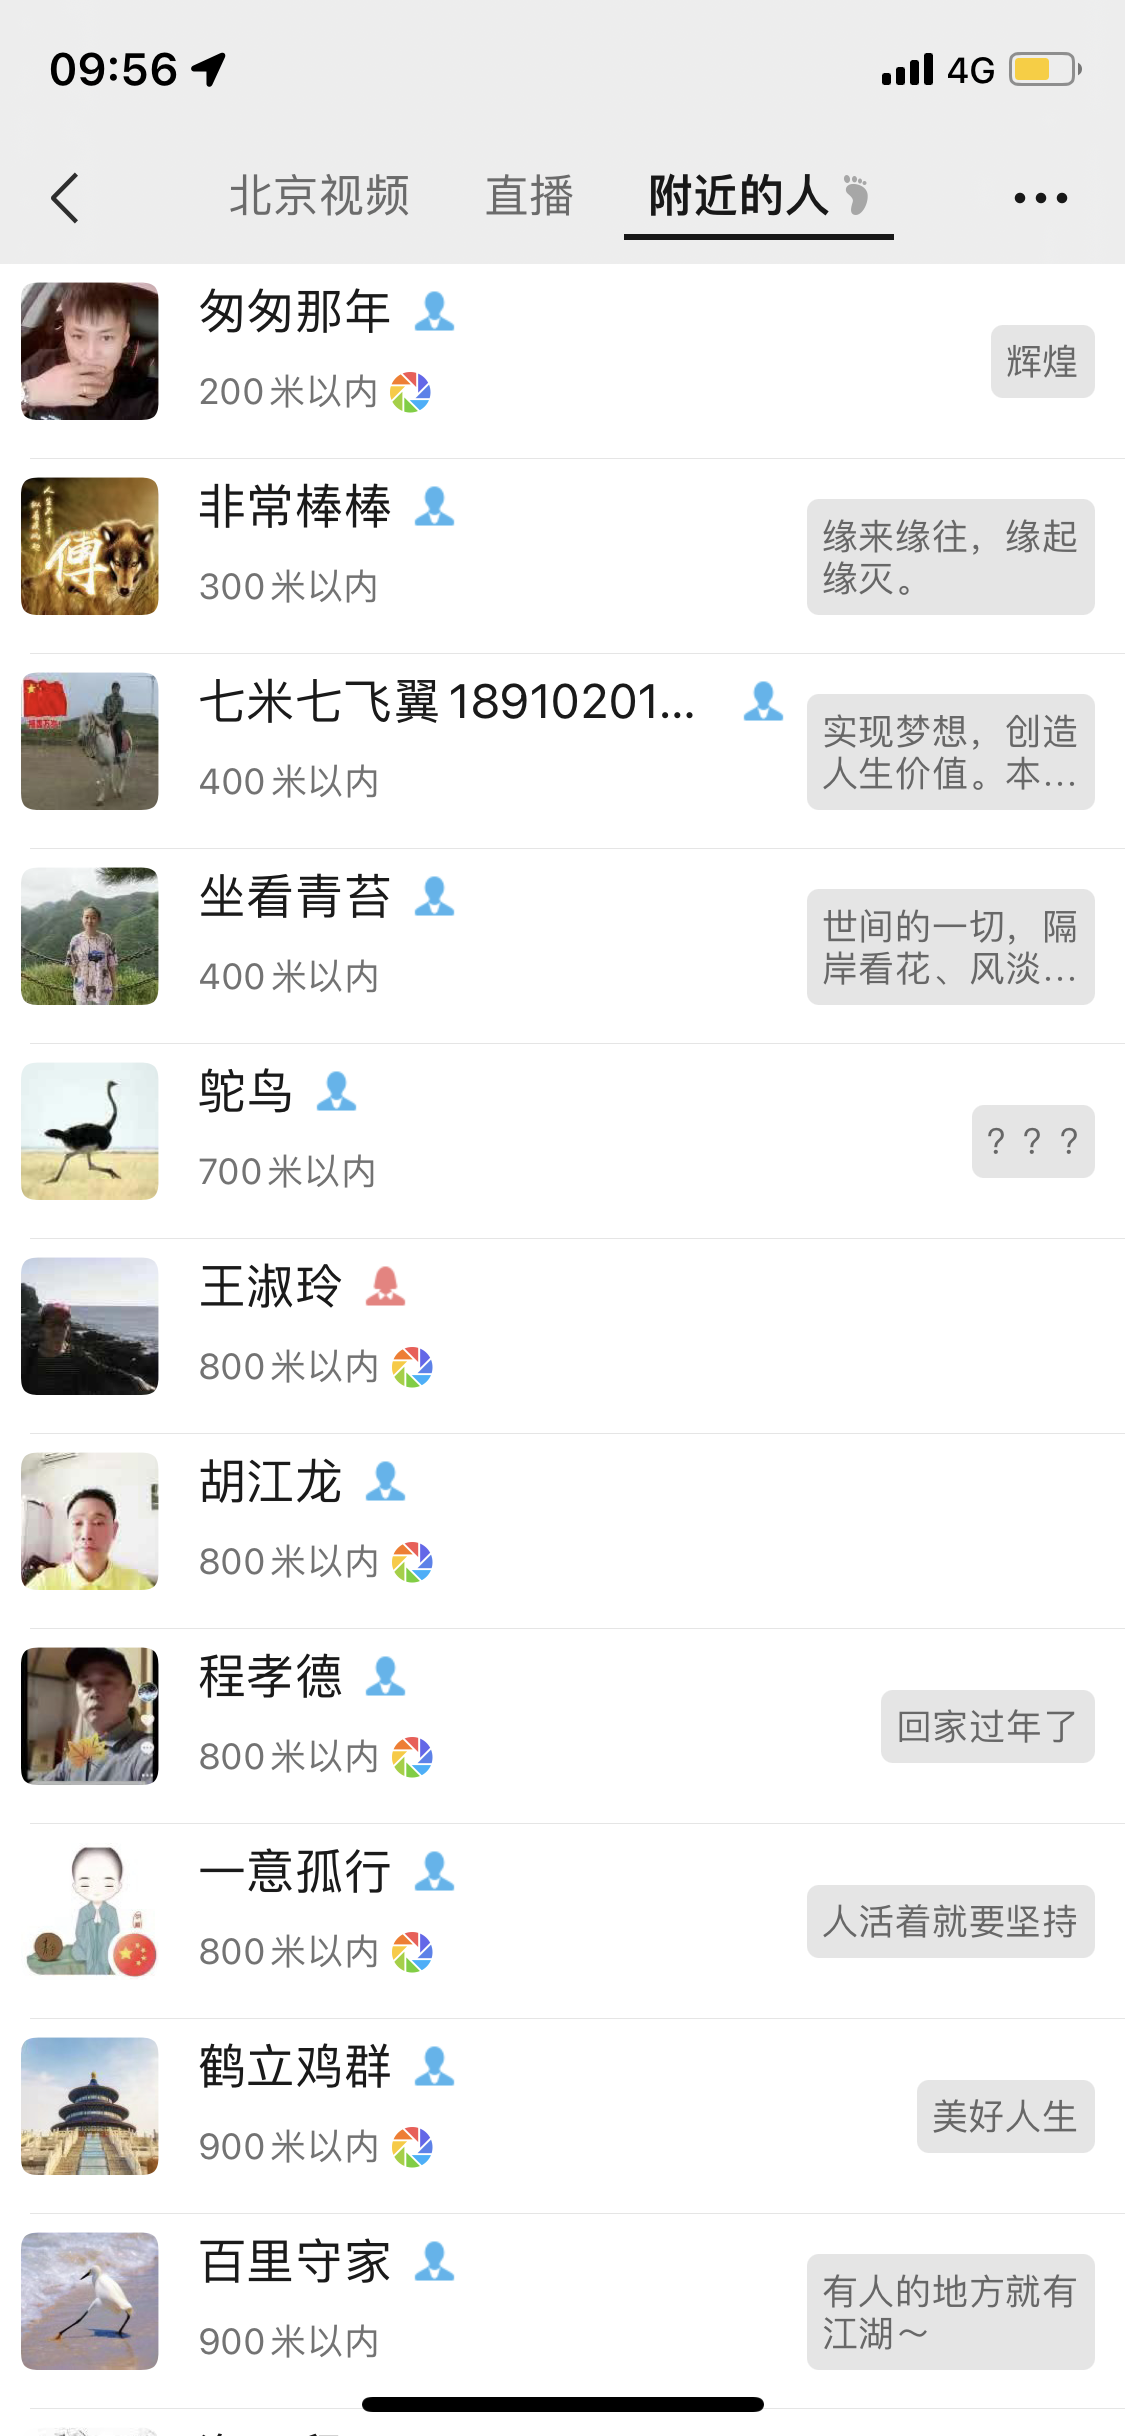 09:56
4G
北京视频
直播
附近的人
匆匆那年
200米以内
辉煌
非常棒棒
300米以内
缘来缘往，缘起
缘灭。
傅
七米七飞翼18910201...
400米以内
实现梦想，创造
人生价值。本...
坐看青苔
400米以内
世间的一切，隔
岸看花、风淡...
鸵鸟
700米以内
？？？
王淑玲
800米以内
胡江龙
800米以内
程孝德
800米以内
回家过年了
一意孤行
800米以内
人活着就要坚持
鹤立鸡群
900米以内
美好人生
百里守家
900米以内
有人的地方就有
江湖～